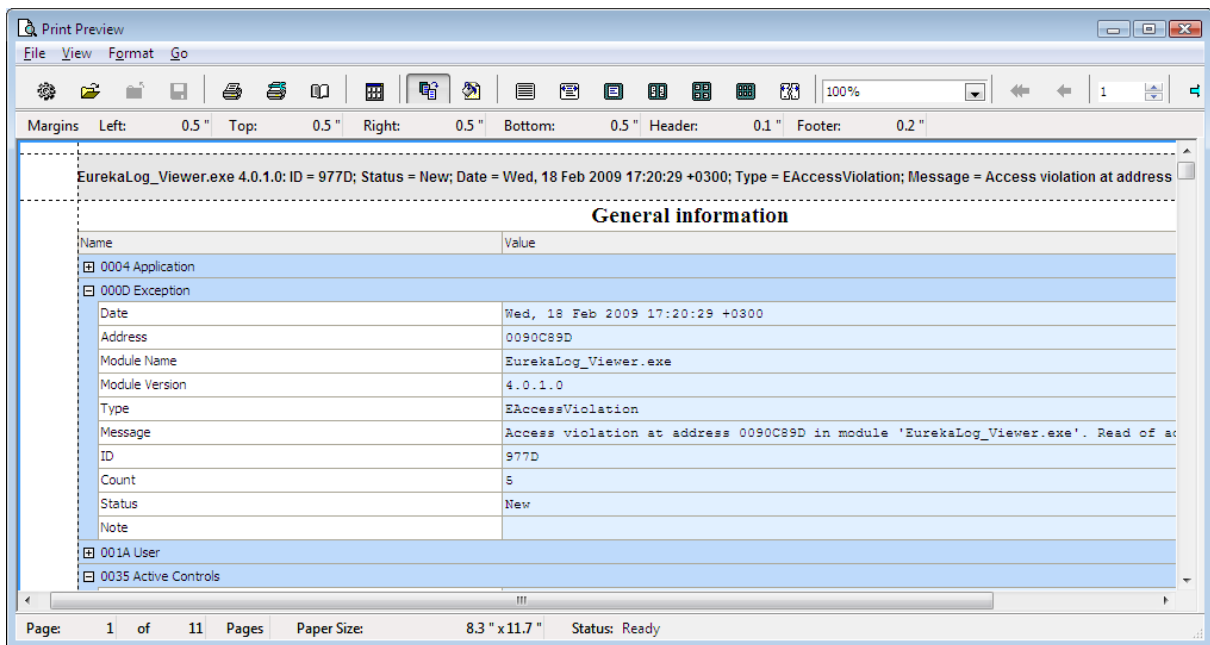 Print Preview
File View Format Go
100% 1
Margins Left: 0.5 " Top: 0.5 " Right: 0.5 " Bottom: 0.5 " Header: 0.1 " Footer: 0.2 "
EurekaLog_Viewer.exe 4.0.1.0: ID = 977D; Status = New; Date = Wed, 18 Feb 2009 17:20:29 +0300; Type = EAccessViolation; Message = Access violation at address
General information
Name Value
0004 Application
000D Exception
Date Wed, 18 Feb 2009 17:20:29 +0300
Address 0090C89D
Module Name EurekaLog_Viewer.exe
Module Version 4.0.1.0
Type EAccessViolation
Message Access violation at address 0090C89D in module 'EurekaLog_Viewer.exe'. Read of
ID 977D
Count 5
Status New
Note
001A User
0035 Active Controls
Page: 1 of 11 Pages Paper Size: 8.3 " x 11.7 " Status: Ready